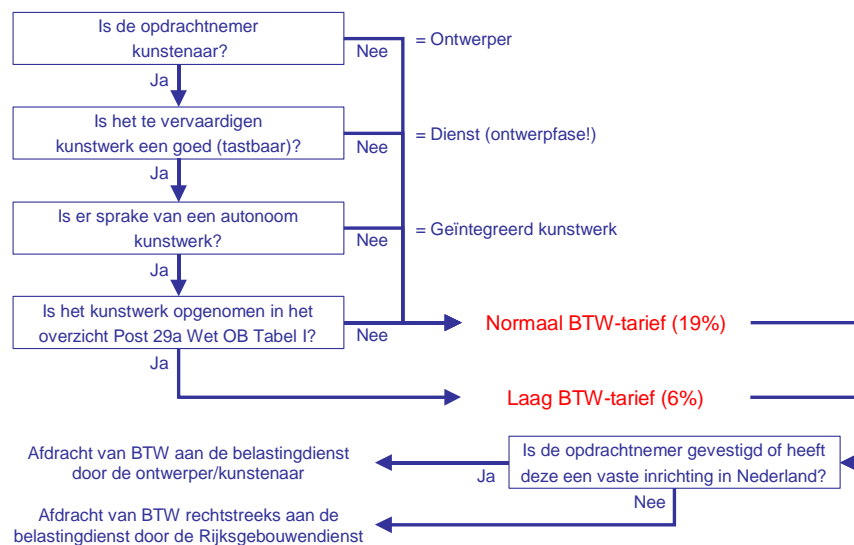 Is de opdrachtnemer
kunstenaar?
Nee
= Ontwerper
Ja
Is het te vervaardigen
kunstwerk een goed (tastbaar)?
Nee
= Dienst (ontwerpfase!)
Ja
Is er sprake van een autonoom
kunstwerk?
Nee
= Geïntegreerd kunstwerk
Ja
Is het kunstwerk opgenomen in het
overzicht Post 29a Wet OB Tabel I?
Nee
Normaal BTW-tarief (19%)
Ja
Laag BTW-tarief (6%)
Is de opdrachtnemer gevestigd of heeft
deze een vaste inrichting in Nederland?
Ja
Afdracht van BTW aan de belastingdienst
door de ontwerper/kunstenaar
Nee
Afdracht van BTW rechtstreeks aan de
belastingdienst door de Rijksgebouwendienst